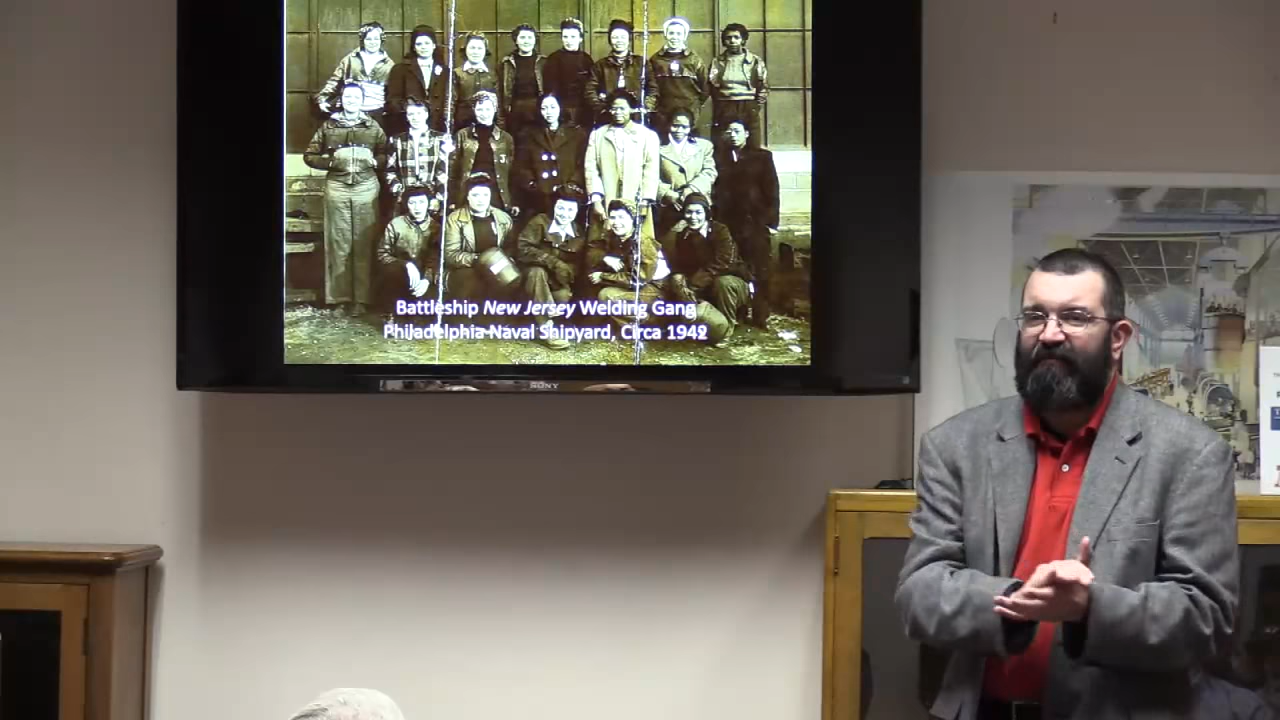 Battleship New Jersey Welding Gang
Philadelphia Naval Shipyard, Circa 1942
SONY